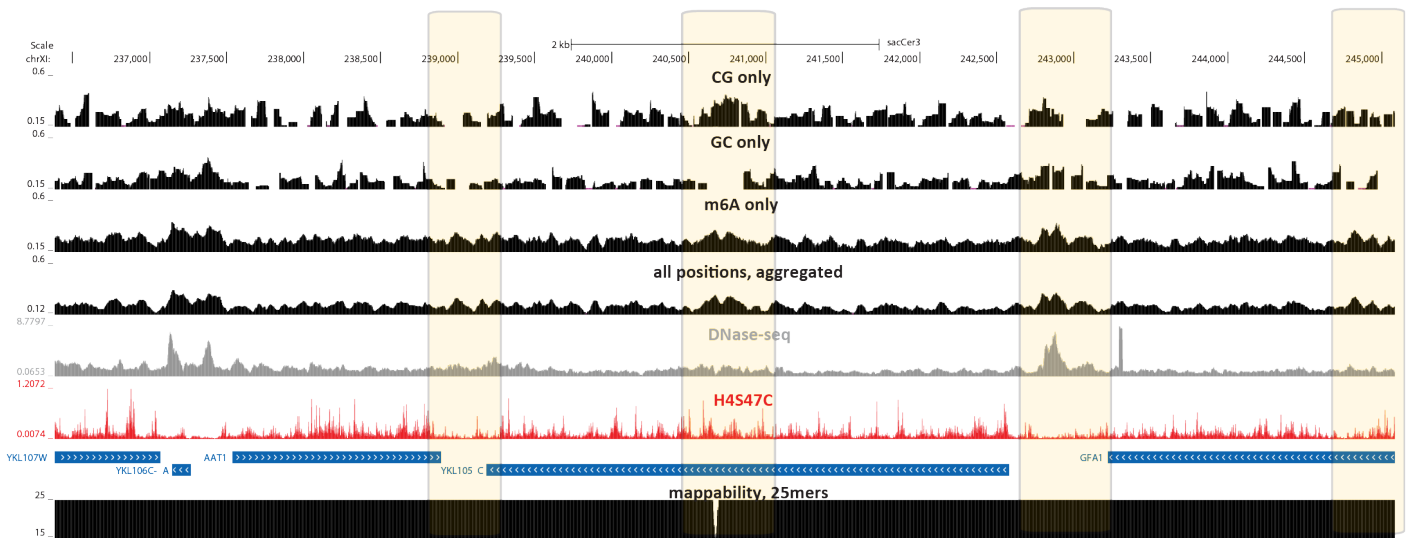 Scale 2 kb sacCer3
chrXI: 237,000 237,500 238,000 238,500 239,000 239,500 240,000 240,500 241,000 241,500 242,000 242,500 243,000 243,500 244,000 244,500 245,000
0.6 _
CG only
0.15 _
0.6 _
GC only
0.15 _
0.6 _
m6A only
0.15 _
0.6 _
all positions, aggregated
0.12 _
8.7797 _
DNase-seq
0.0653 _
1.2072 _
H4S47C
0.0074 _
YKL107W AAT1 GFA1
YKL106C- A YKL105 C
mappability, 25mers
25 _
15 _